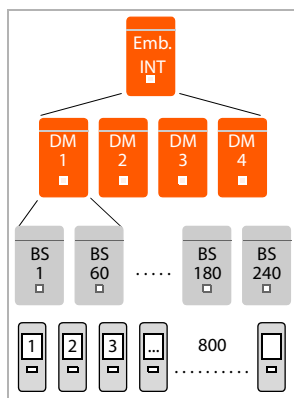 Emb.
INT
DM
1
DM
2
DM
3
DM
4
BS
1
BS
60
.....
BS
180
BS
240
1
2
3
...
800
..........